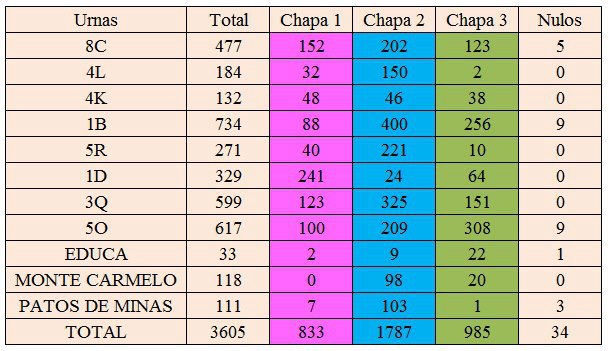 Urnas Total Chapa 1 Chapa 2 Chapa 3 Nulos
8C 477 152 202 123 5
4L 184 32 150 2 0
4K 132 48 46 38 0
1B 734 88 400 256 9
5R 271 40 221 10 0
1D 329 241 24 64 0
3Q 599 123 325 151 0
5O 617 100 209 308 9
EDUCA 33 2 9 22 1
MONTE CARMELO 118 0 98 20 0
PATOS DE MINAS 111 7 103 1 3
TOTAL 3605 833 1787 985 34